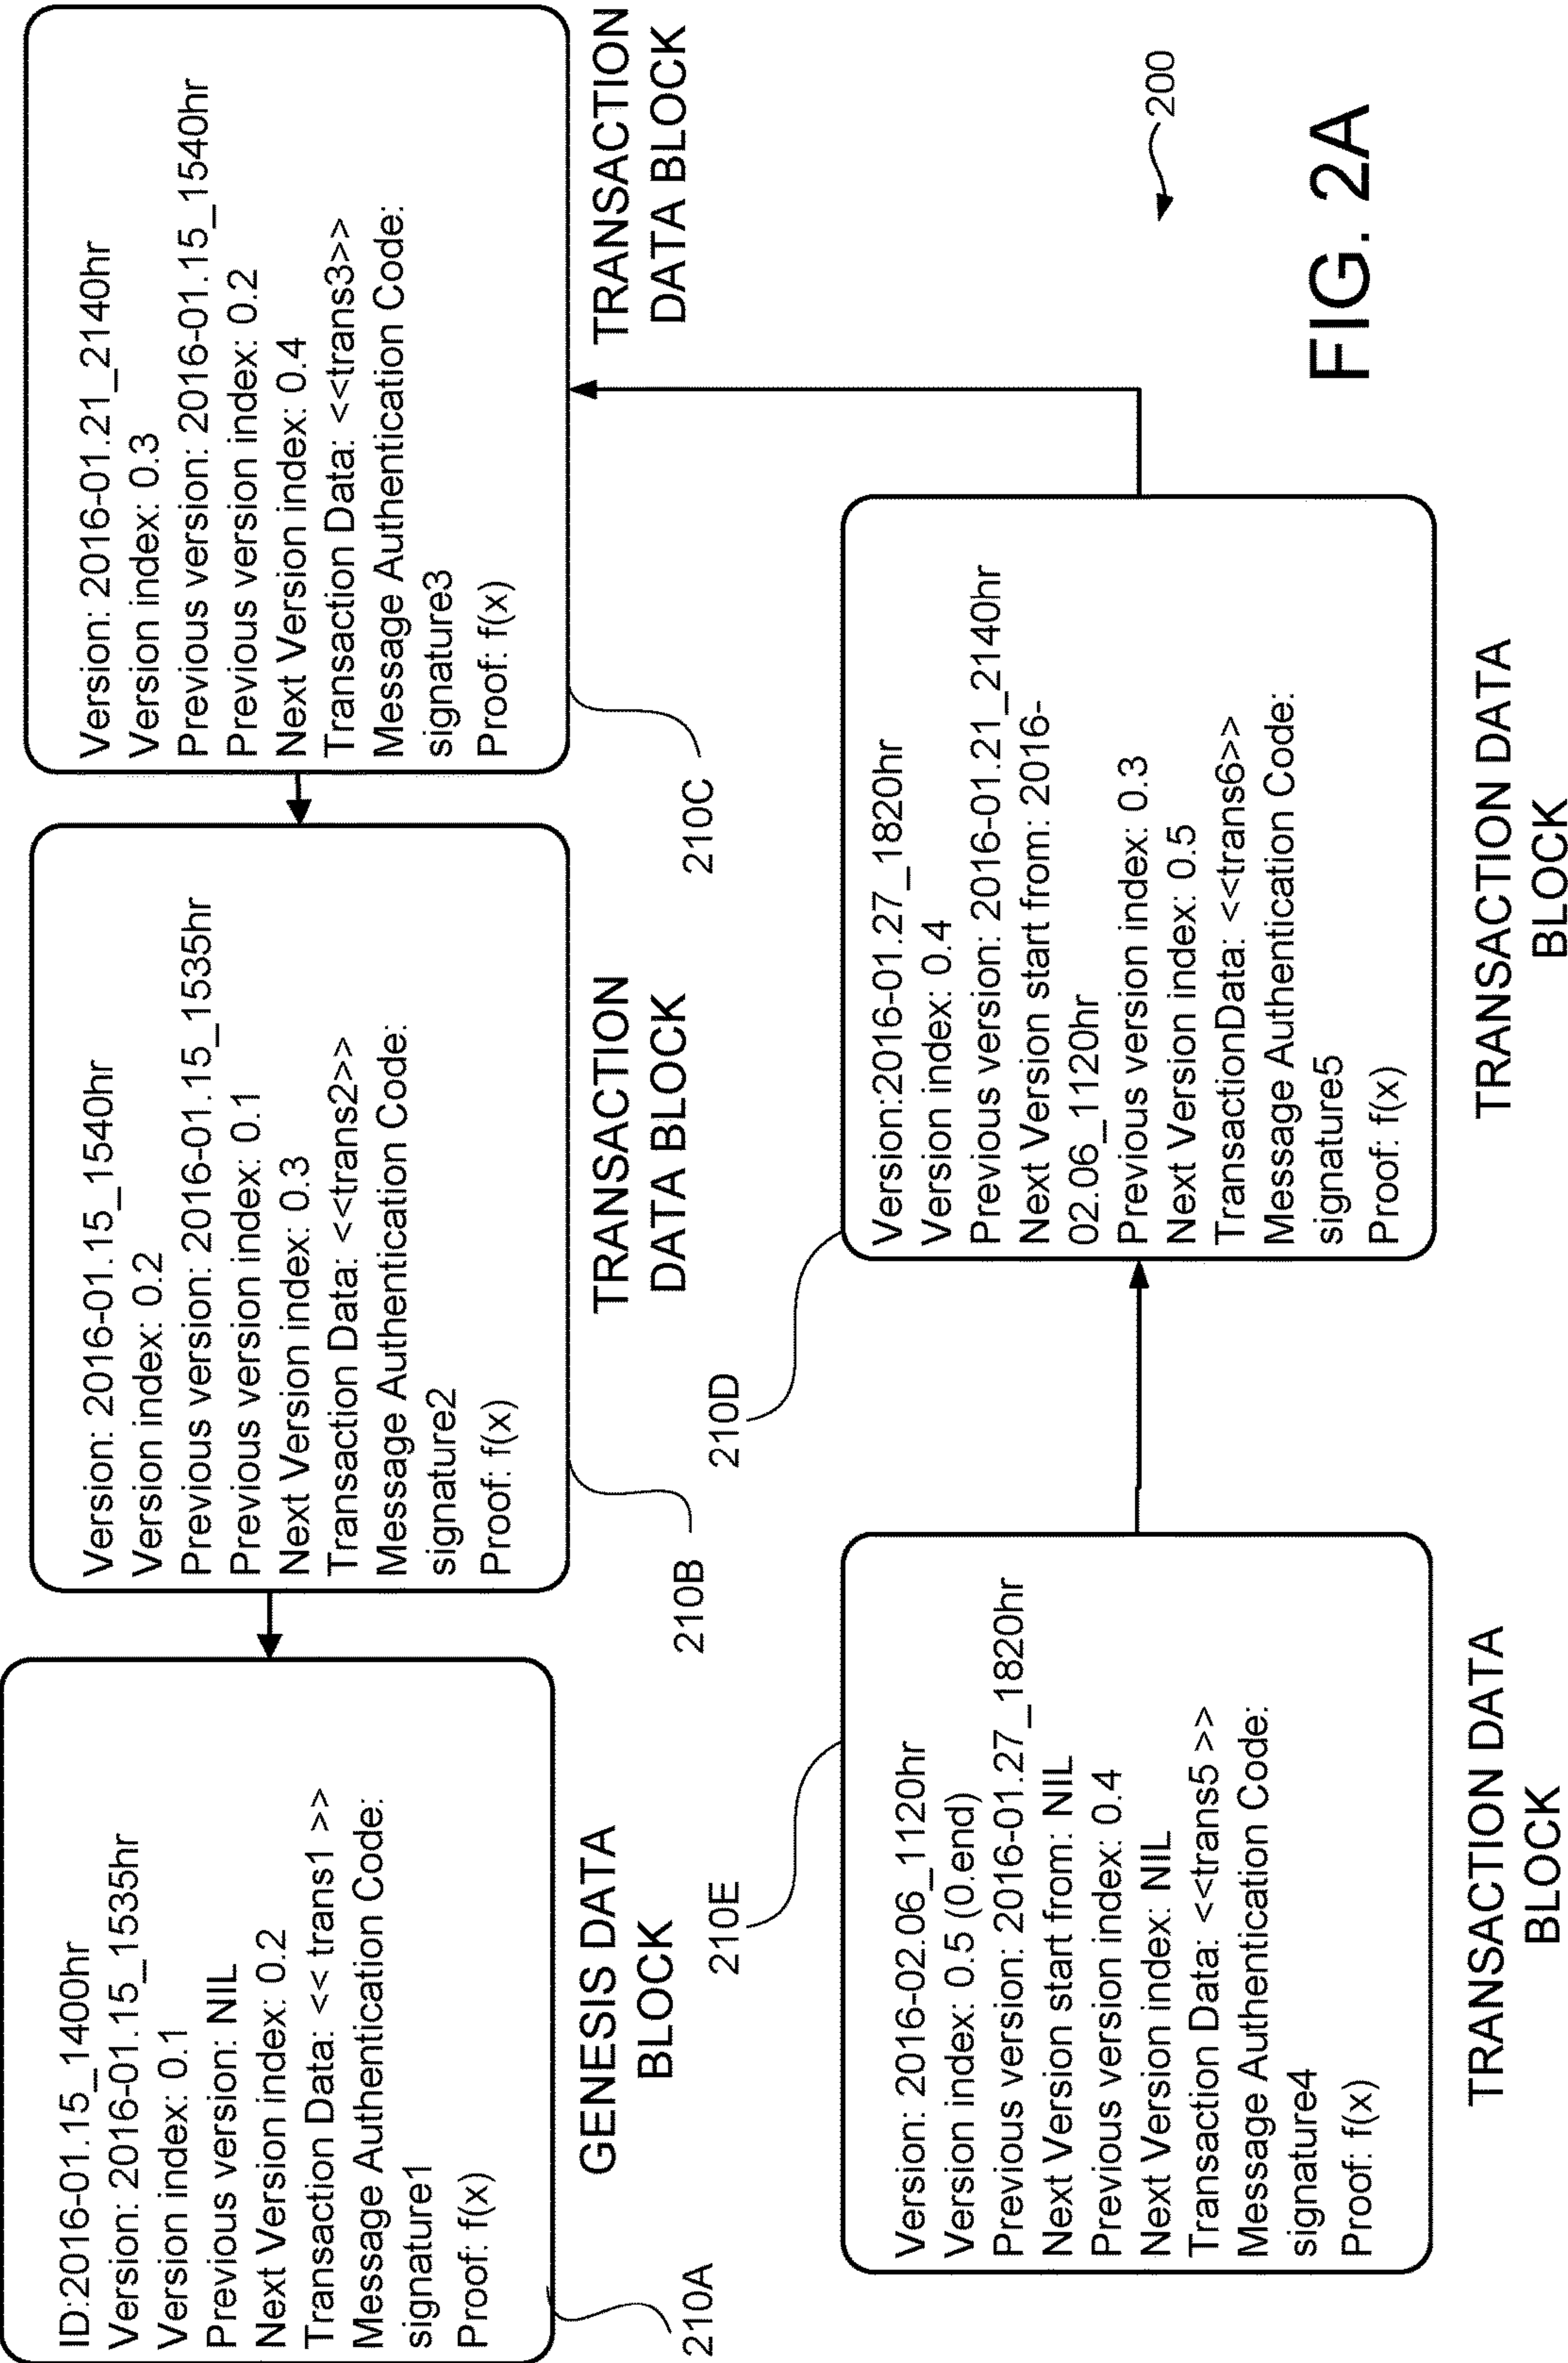 ID:2016-01.15_1400hr
Version: 2016-01.15_1535hr
Version index: 0.1
Previous version: NIL
Next Version index: 0.2
Transaction Data: << trans1 >>
Message Authentication Code:
signature1
Proof: f(x)
210A
GENESIS DATA
BLOCK
Version: 2016-01.15_1540hr
Version index: 0.2
Previous version: 2016-01.15_1535hr
Previous version index: 0.1
Next Version index: 0.3
Transaction Data: <<trans2>>
Message Authentication Code:
signature2
Proof: f(x)
210B
TRANSACTION
DATA BLOCK
Version: 2016-01.21_2140hr
Version index: 0.3
Previous version: 2016-01.15_1540hr
Previous version index: 0.2
Next Version index: 0.4
Transaction Data: <<trans3>>
Message Authentication Code:
signature3
Proof: f(x)
210C
TRANSACTION
DATA BLOCK
210E
Version: 2016-02.06_1120hr
Version index: 0.5 (0.end)
Previous version: 2016-01.27_1820hr
Next Version start from: NIL
Previous version index: 0.4
Next Version index: NIL
Transaction Data: <<trans5 >>
Message Authentication Code:
signature4
Proof: f(x)
TRANSACTION DATA
BLOCK
210D
Version:2016-01.27_1820hr
Version index: 0.4
Previous version: 2016-01.21_2140hr
Next Version start from: 2016-
02.06_1120hr
Previous version index: 0.3
Next Version index: 0.5
TransactionData: <<trans6>>
Message Authentication Code:
signature5
Proof: f(x)
TRANSACTION DATA
BLOCK
200
FIG. 2A